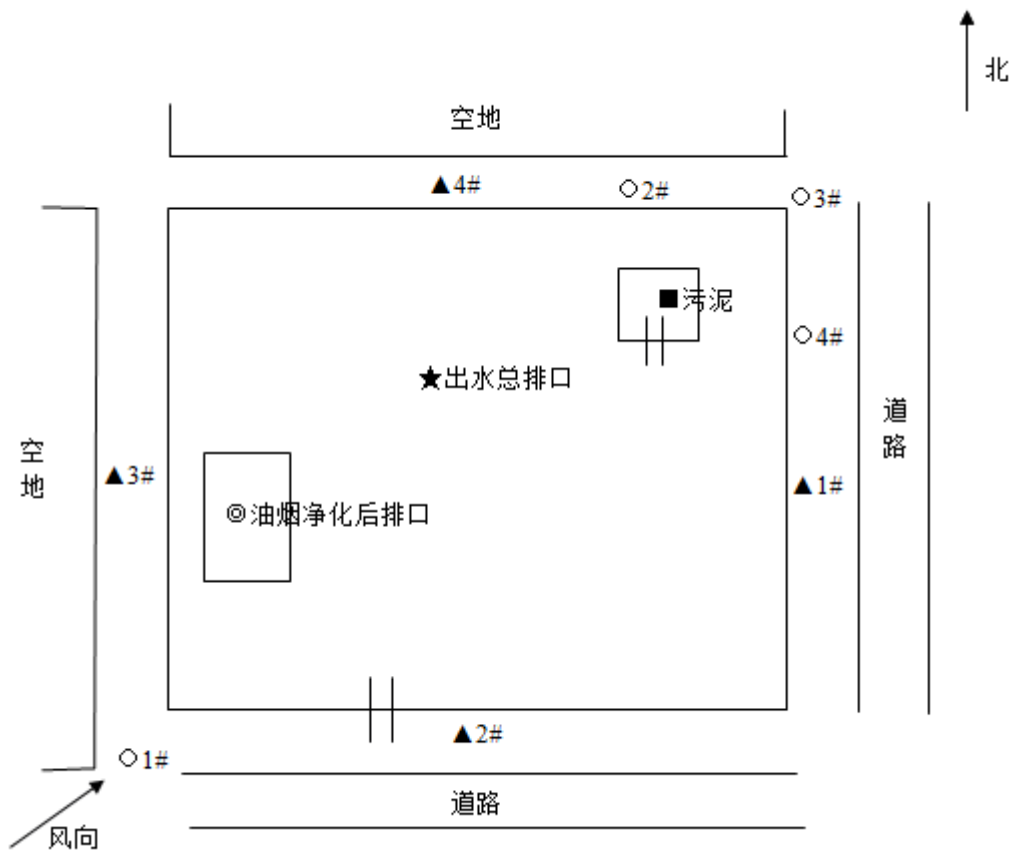 北
空地
▲4#
○2#
○3#
■污泥
○4#
★出水总排口
道路
空地
▲3#
▲1#
◎油烟净化后排口
▲2#
○1#
道路
风向